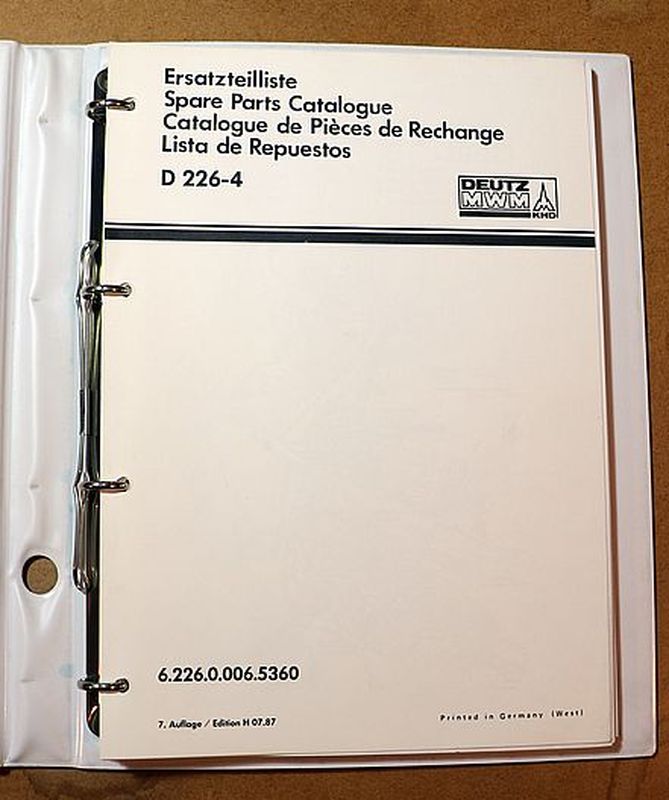 Ersatzteilliste
Spare Parts Catalogue
Catalogue de Pièces de Rechange
Lista de Repuestos
D 226-4
DEUTZ
MWM
KHD
6.226.0.006.5360
7. Auflage / Edition H 07.87
Printed in Germany (West)